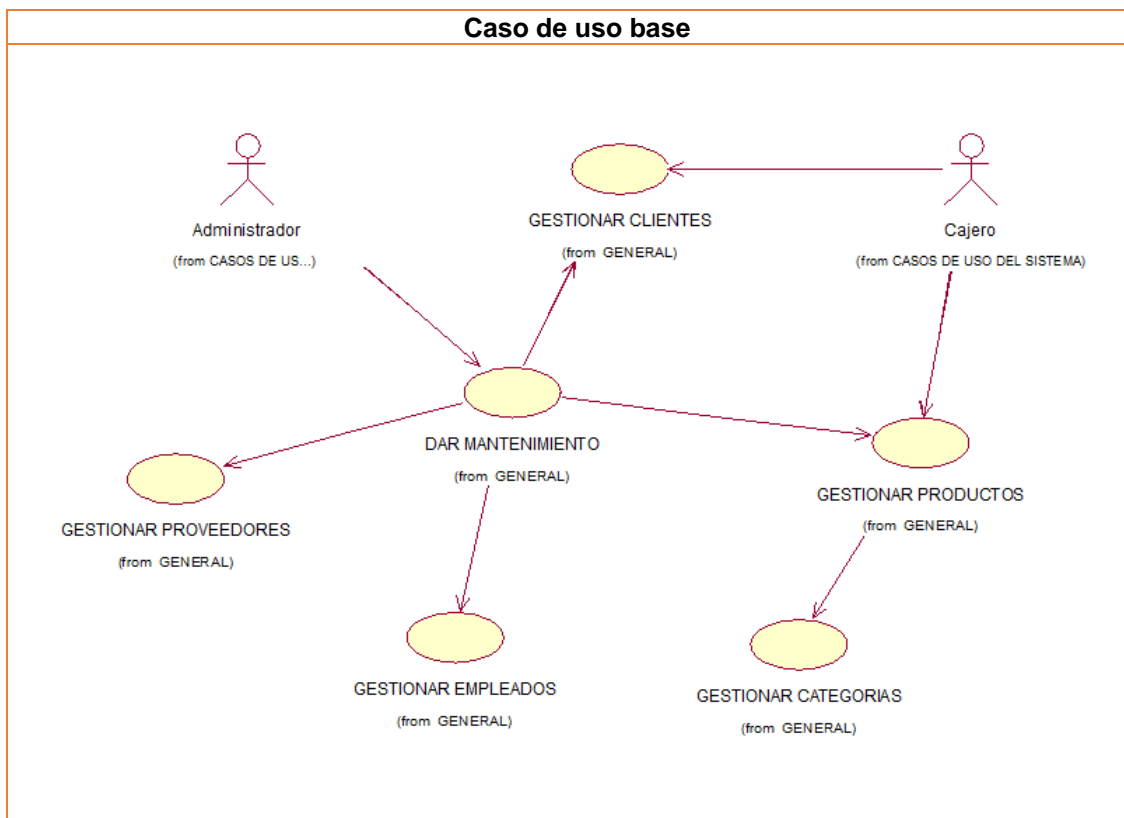 Caso de uso base
GESTIONAR CLIENTES
(from GENERAL)
Administrador
(from CASOS DE US...)
Cajero
(from CASOS DE USO DEL SISTEMA)
DAR MANTENIMIENTO
(from GENERAL)
GESTIONAR PROVEEDORES
(from GENERAL)
GESTIONAR PRODUCTOS
(from GENERAL)
GESTIONAR EMPLEADOS
(from GENERAL)
GESTIONAR CATEGORIAS
(from GENERAL)